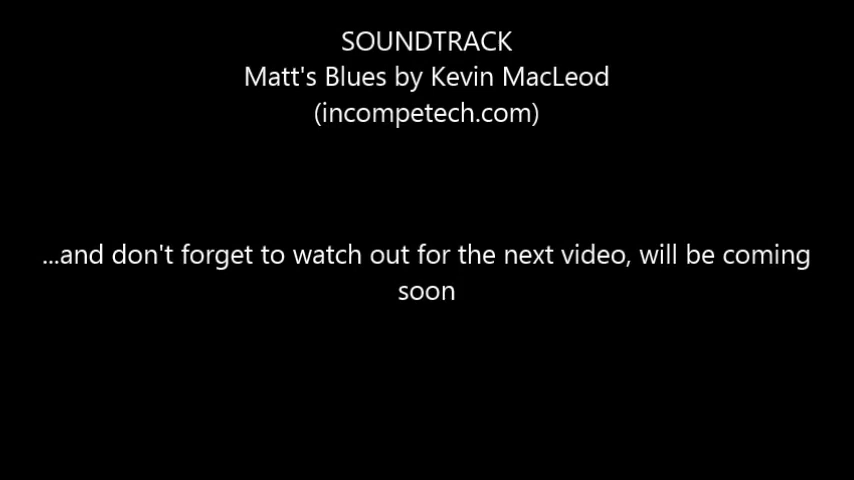 SOUNDTRACK
Matt's Blues by Kevin MacLeod
(incompetech.com)
...and don't forget to watch out for the next video, will be coming
soon